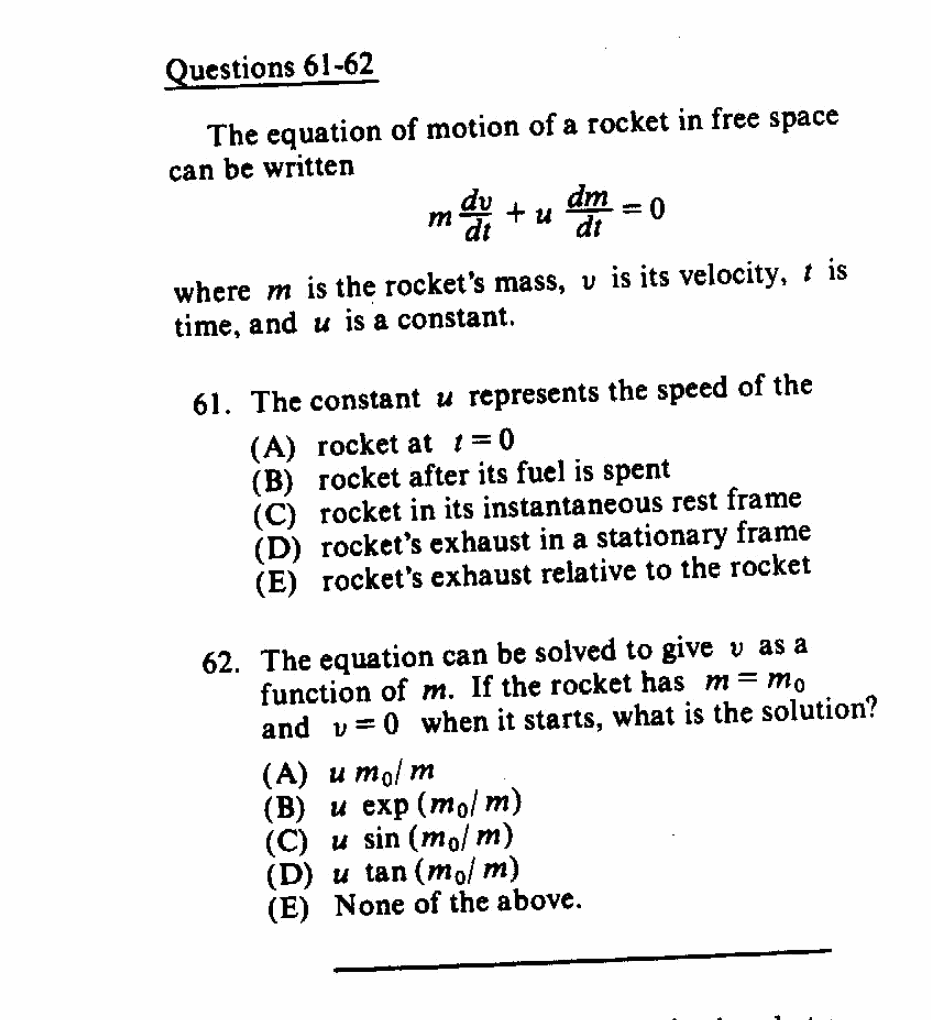 Questions 61-62
The equation of motion of a rocket in free space
can be written
m dv/dt + u dm/dt = 0
where m is the rocket's mass, v is its velocity, t is
time, and u is a constant.
61. The constant u represents the speed of the
(A) rocket at t = 0
(B) rocket after its fuel is spent
(C) rocket in its instantaneous rest frame
(D) rocket's exhaust in a stationary frame
(E) rocket's exhaust relative to the rocket
62. The equation can be solved to give v as a
function of m. If the rocket has m = m₀
and v = 0 when it starts, what is the solution?
(A) u m₀/m
(B) u exp (m₀/m)
(C) u sin (m₀/m)
(D) u tan (m₀/m)
(E) None of the above.